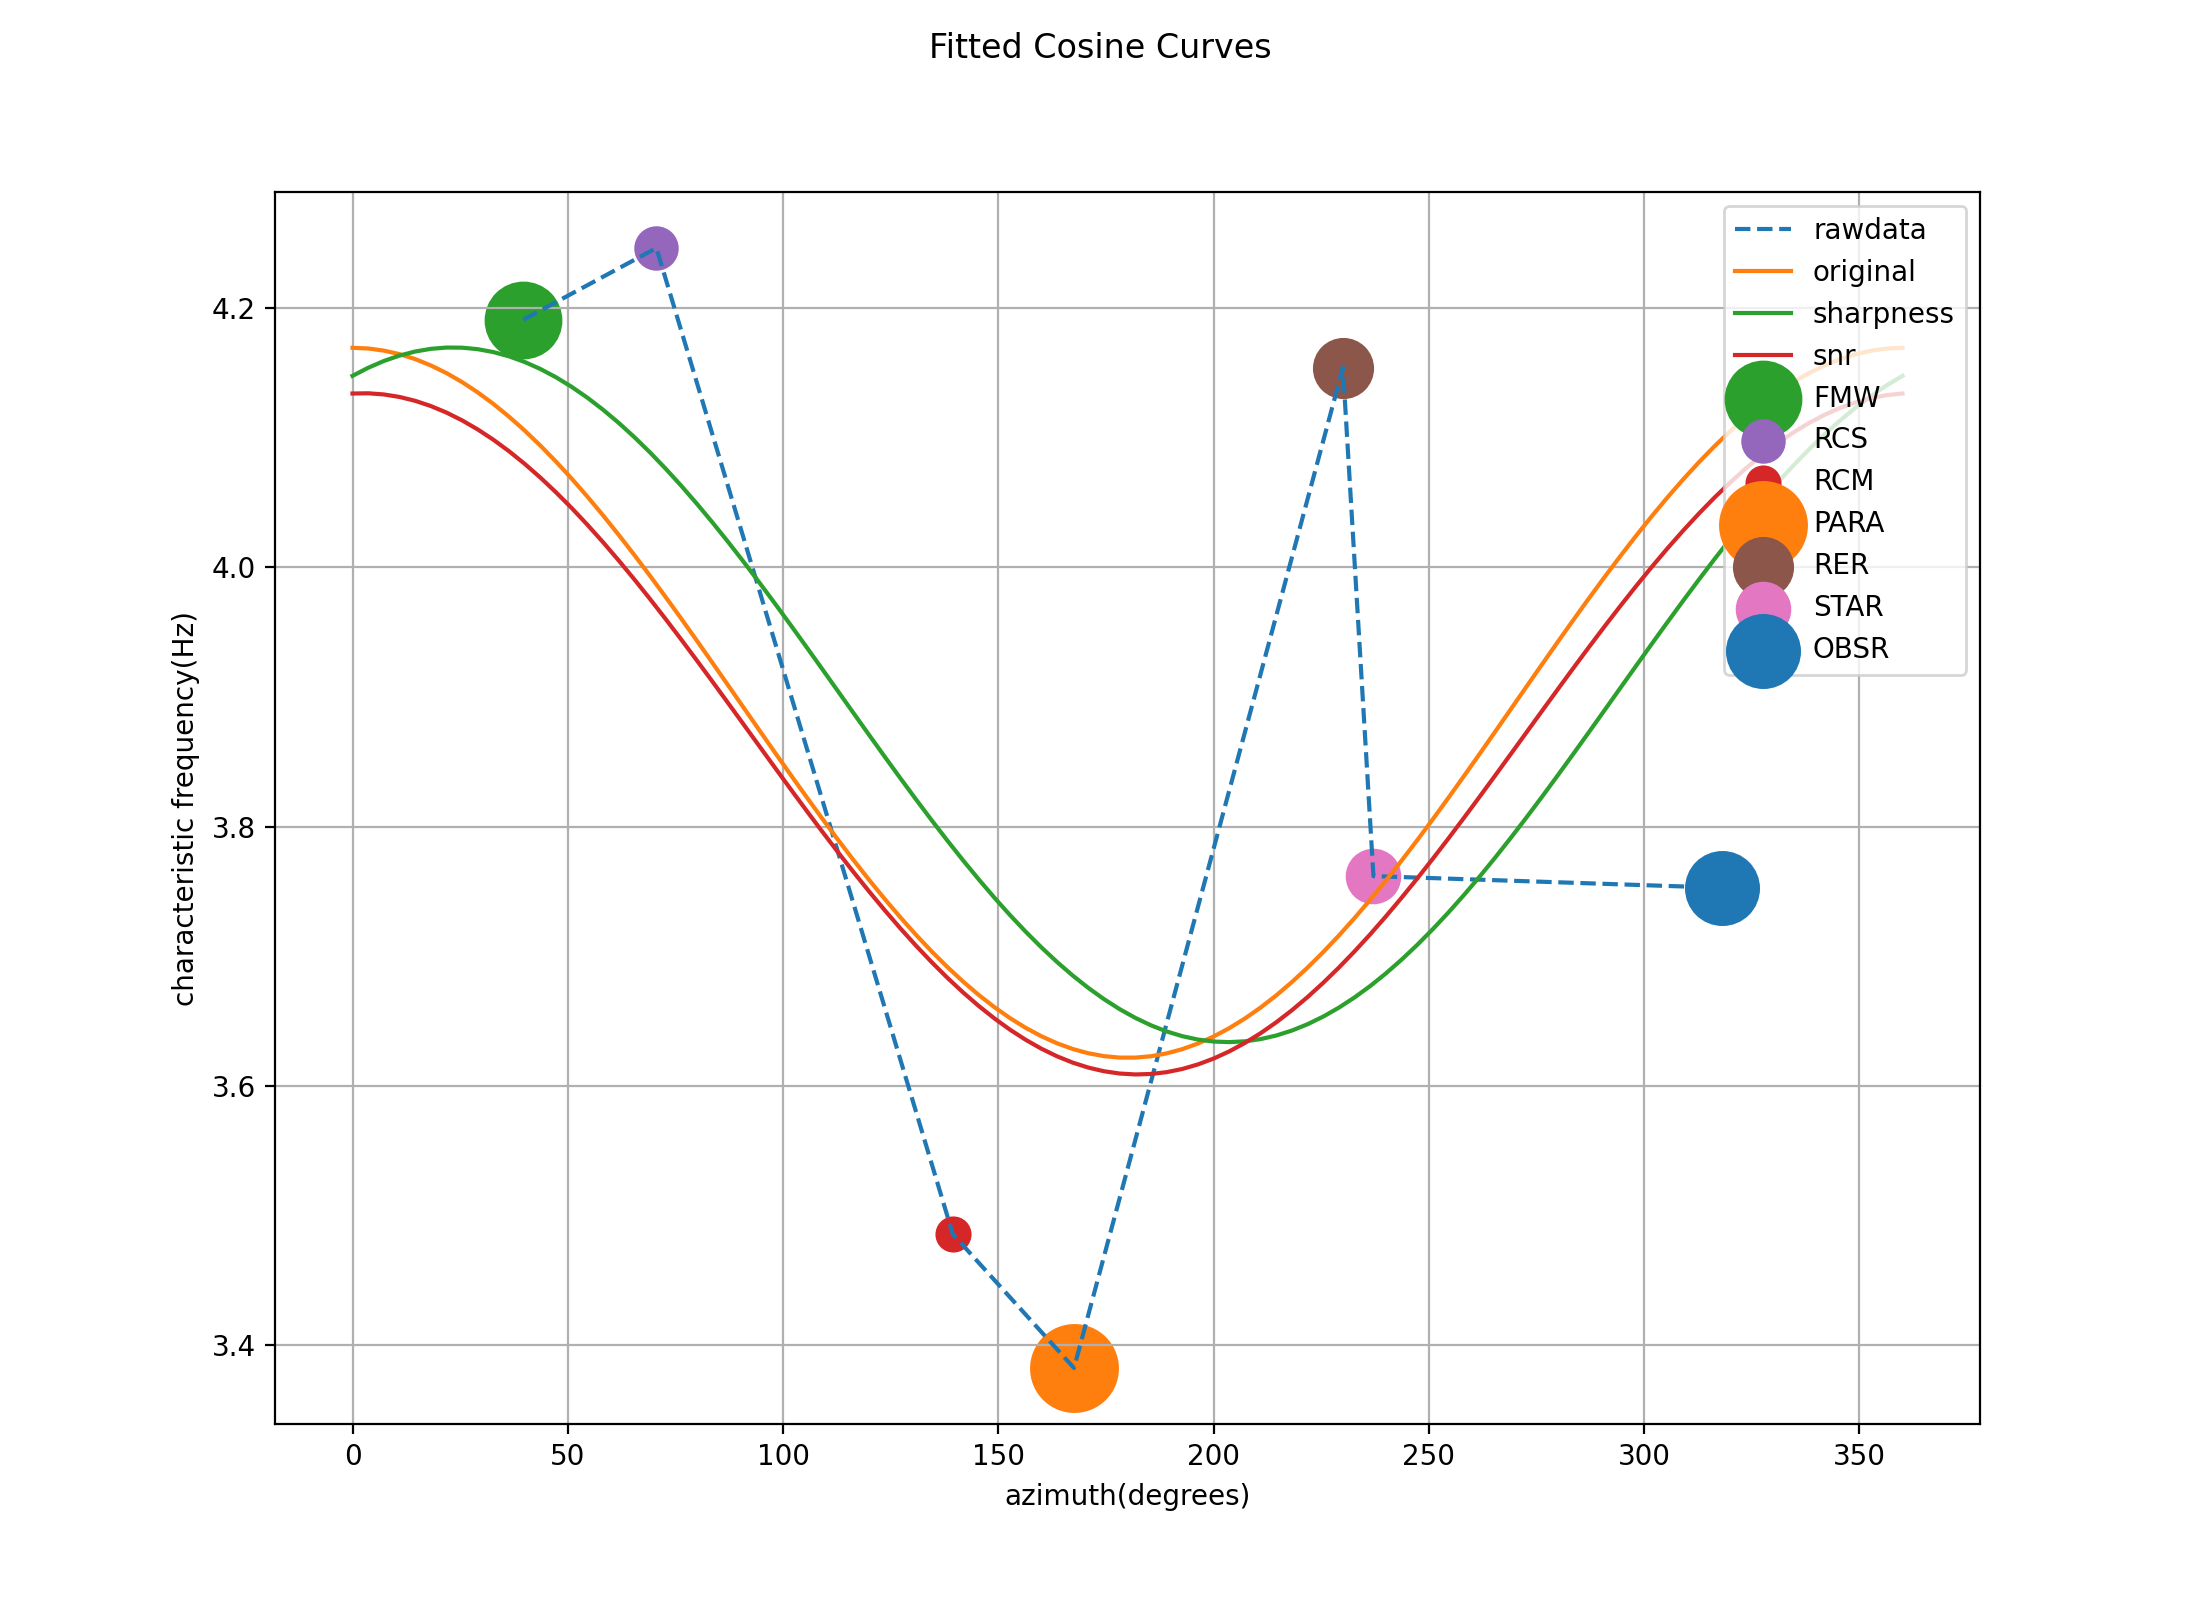 Fitted Cosine Curves
characteristic frequency(Hz)
4.2
4.0
3.8
3.6
3.4
rawdata
original
sharpness
snr
FMW
RCS
RCM
PARA
RER
STAR
OBSR
0 50 100 150 200 250 300 350
azimuth(degrees)